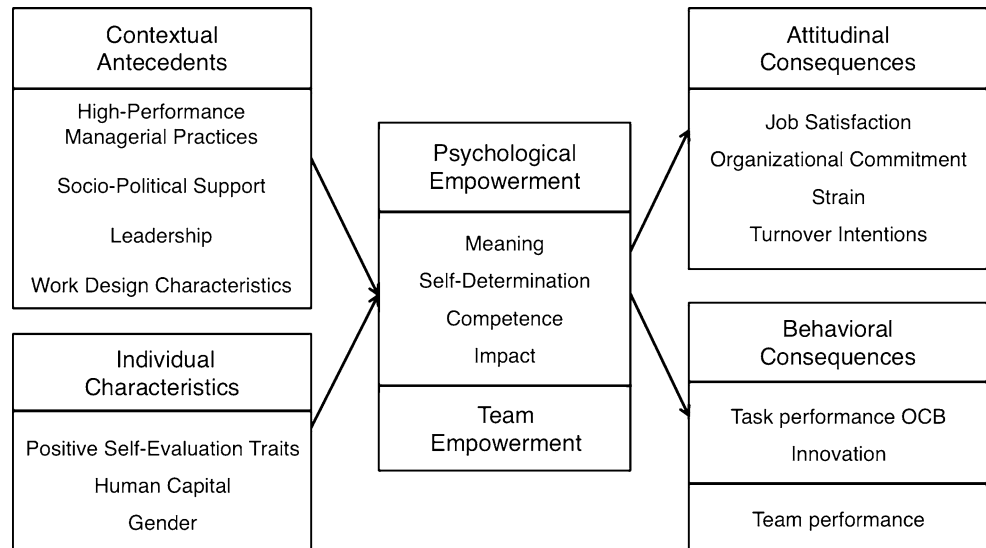 Contextual
Antecedents
High-Performance
Managerial Practices
Socio-Political Support
Leadership
Work Design Characteristics
Individual
Characteristics
Positive Self-Evaluation Traits
Human Capital
Gender
Psychological
Empowerment
Meaning
Self-Determination
Competence
Impact
Team
Empowerment
Attitudinal
Consequences
Job Satisfaction
Organizational Commitment
Strain
Turnover Intentions
Behavioral
Consequences
Task performance OCB
Innovation
Team performance